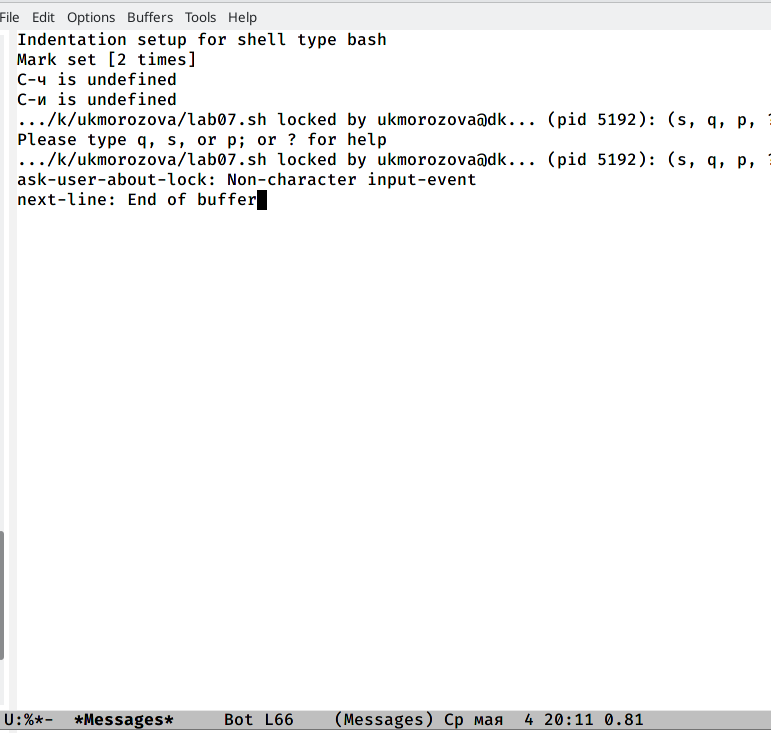 File Edit Options Buffers Tools Help
Indentation setup for shell type bash
Mark set [2 times]
C-ч is undefined
C-и is undefined
.../k/ukmorozova/lab07.sh locked by ukmorozova@dk... (pid 5192): (s, q, p, ?
Please type q, s, or p; or ? for help
.../k/ukmorozova/lab07.sh locked by ukmorozova@dk... (pid 5192): (s, q, p, ?
ask-user-about-lock: Non-character input-event
next-line: End of buffer
U:%*- *Messages* Bot L66 (Messages) Ср мая 4 20:11 0.81